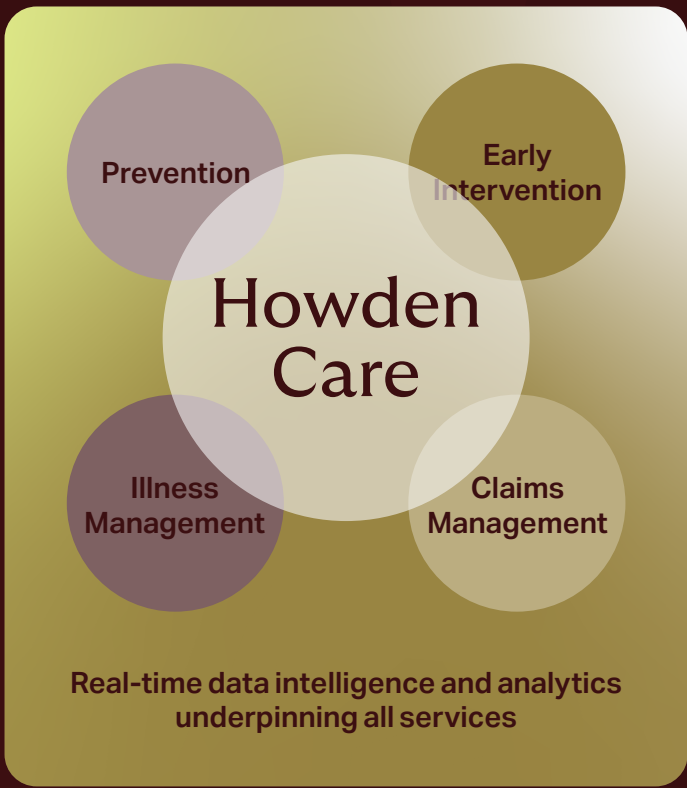 Prevention
Early
Intervention
Howden
Care
Illness
Management
Claims
Management
Real-time data intelligence and analytics
underpinning all services